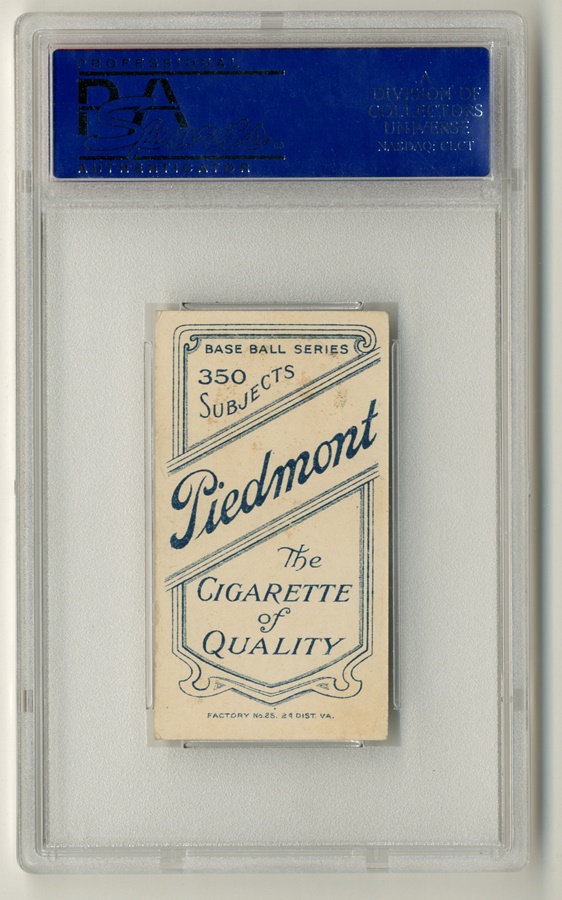 PROFESSIONAL
PSA
Sports
AUTHENTICATOR
A
DIVISION OF
COLLECTORS
UNIVERSE
NASDAQ: CLCT
BASE BALL SERIES
350
SUBJECTS
Piedmont
The
CIGARETTE
of
QUALITY
FACTORY No. 25. 2d DIST. VA.